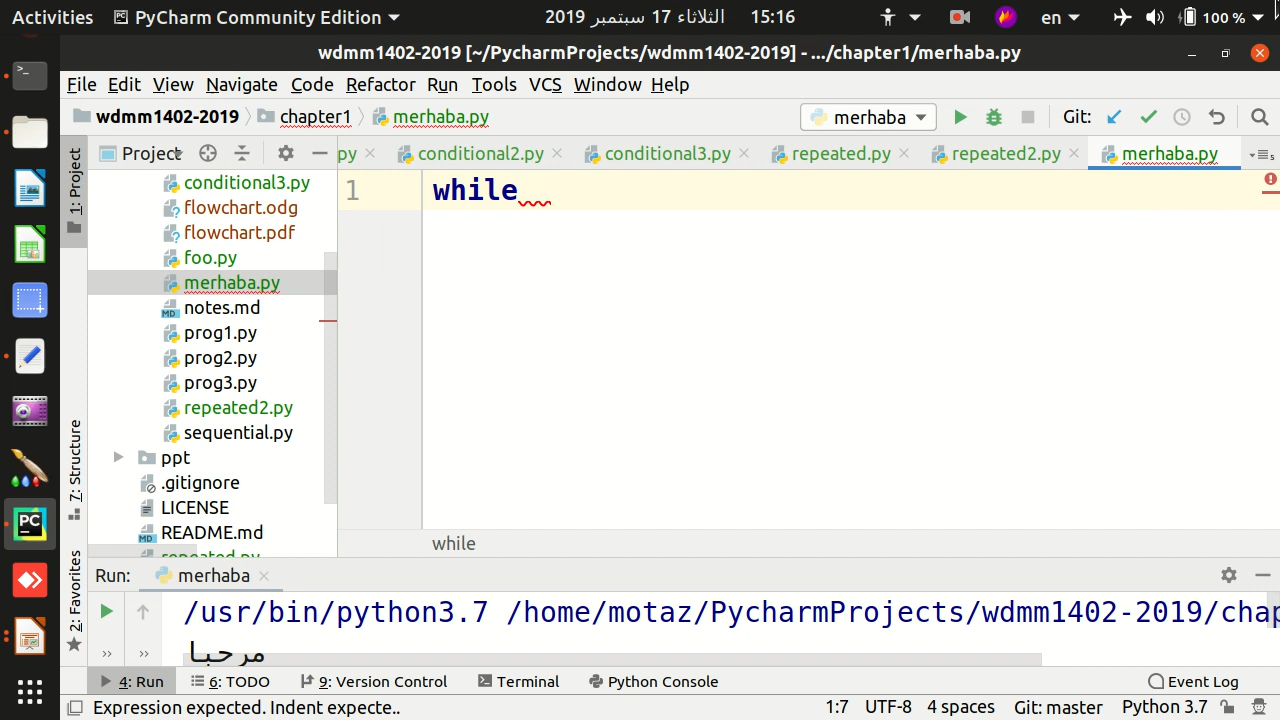 Activities PyCharm Community Edition 2019 الثلاثاء 17 سبتمبر 15:16 en 100 %
wdmm1402-2019 [~/PycharmProjects/wdmm1402-2019] - .../chapter1/merhaba.py
File Edit View Navigate Code Refactor Run Tools VCS Window Help
wdmm1402-2019 chapter1 merhaba.py merhaba Git:
1: Project
Project
py conditional2.py conditional3.py repeated.py repeated2.py merhaba.py
conditional3.py
flowchart.odg
flowchart.pdf
foo.py
merhaba.py
notes.md
prog1.py
prog2.py
prog3.py
repeated2.py
sequential.py
ppt
.gitignore
LICENSE
README.md
repeated.py
1 while
while
7: Structure
2: Favorites
Run: merhaba
/usr/bin/python3.7 /home/motaz/PycharmProjects/wdmm1402-2019/chap
مرحبا
4: Run 6: TODO 9: Version Control Terminal Python Console Event Log
Expression expected. Indent expecte.. 1:7 UTF-8 4 spaces Git: master Python 3.7